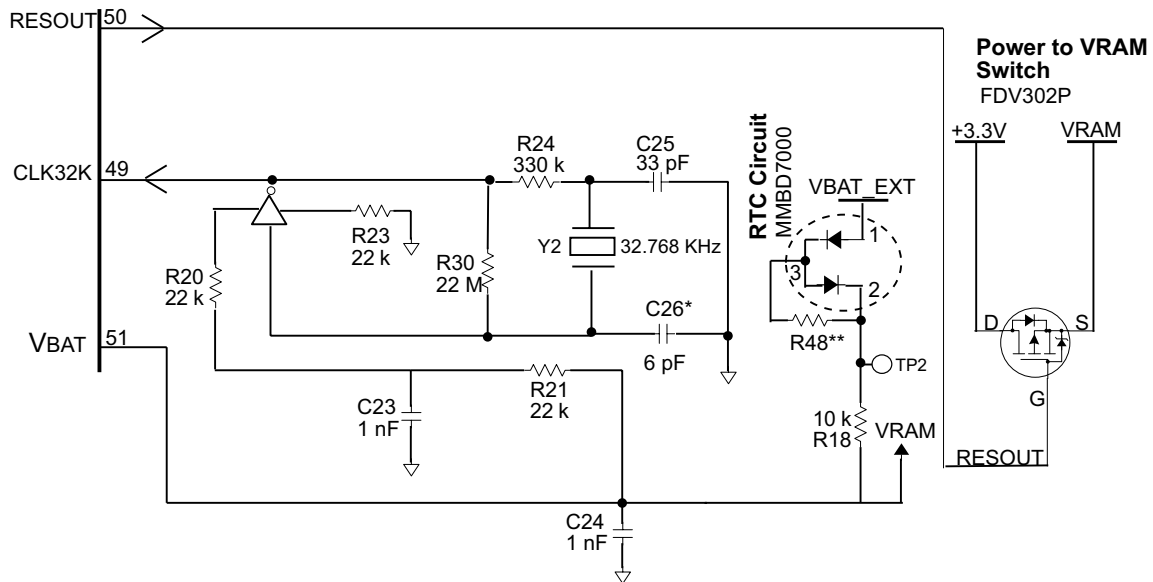 RESOUT 50
Power to VRAM
Switch
FDV302P
+3.3V
VRAM
CLK32K 49
R24
330 k
C25
33 pF
RTC Circuit
MMBD7000
VBAT_EXT
1
3
2
R23
22 k
R20
22 k
R30
22 M
Y2
32.768 KHz
C26*
6 pF
R48**
TP2
D
S
G
VBAT 51
R21
22 k
C23
1 nF
10 k
R18
VRAM
RESOUT
C24
1 nF